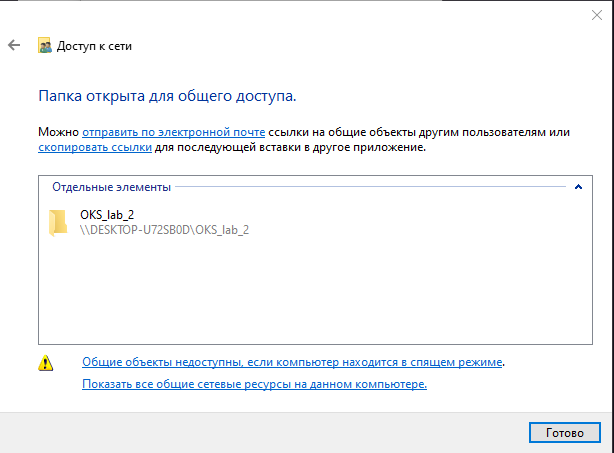 Доступ к сети
Папка открыта для общего доступа.
Можно отправить по электронной почте ссылки на общие объекты другим пользователям или
скопировать ссылки для последующей вставки в другое приложение.
Отдельные элементы
OKS_lab_2
\\DESKTOP-U72SB0D\OKS_lab_2
Общие объекты недоступны, если компьютер находится в спящем режиме.
Показать все общие сетевые ресурсы на данном компьютере.
Готово